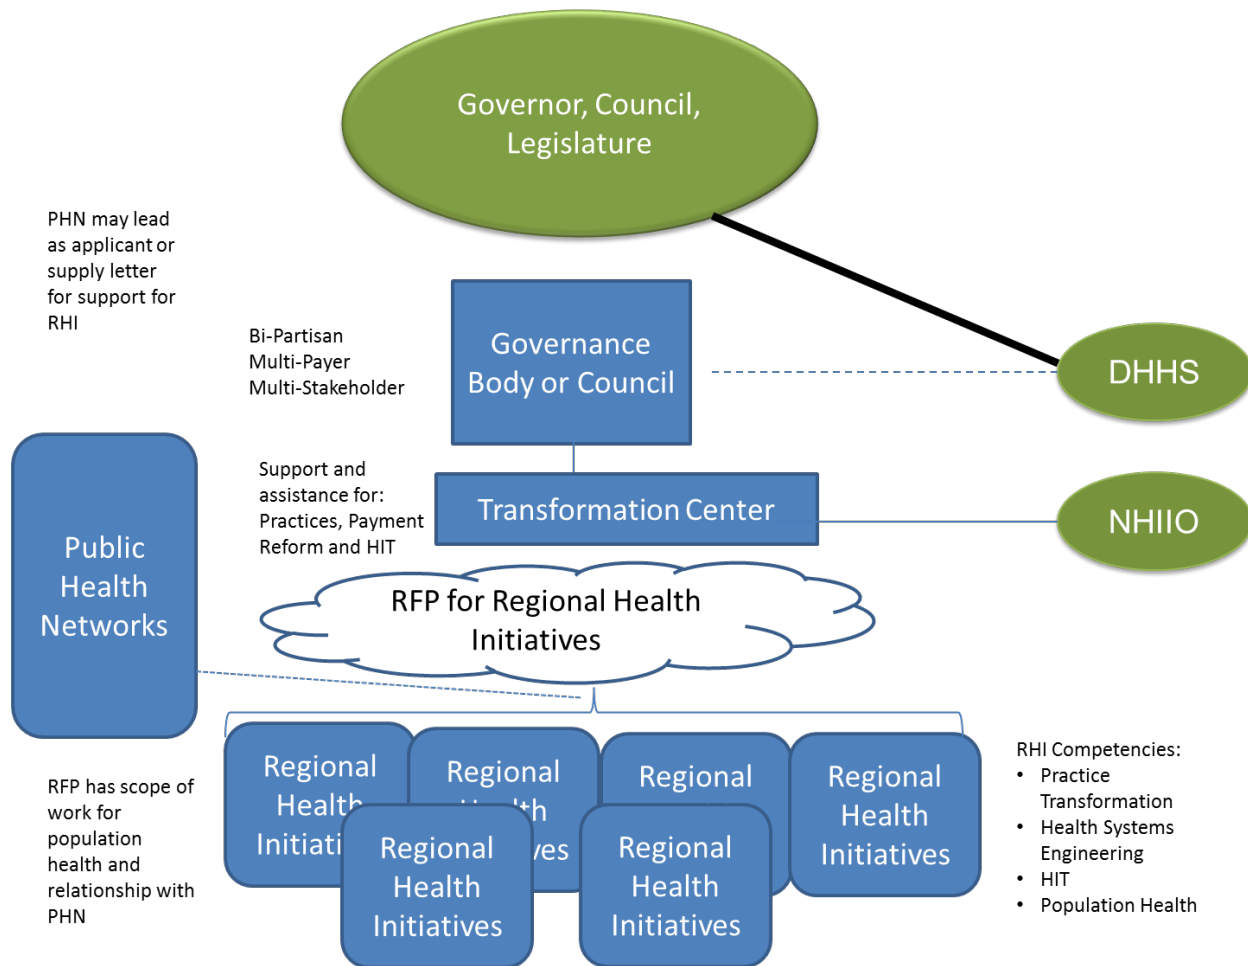 Governor, Council,
Legislature
PHN may lead
as applicant or
supply letter
for support for
RHI
Bi-Partisan
Multi-Payer
Multi-Stakeholder
Governance
Body or Council
DHHS
Support and
assistance for:
Practices, Payment
Reform and HIT
Transformation Center
NHIIO
Public
Health
Networks
RFP for Regional Health
Initiatives
Regional
Health
Regional
Regional
Regional
Health
Initiatives
Regional
Health
Initiatives
Regional
Health
Initiatives
RFP has scope of
work for
population
health and
relationship with
PHN
RHI Competencies:
• Practice
Transformation
• Health Systems
Engineering
• HIT
• Population Health